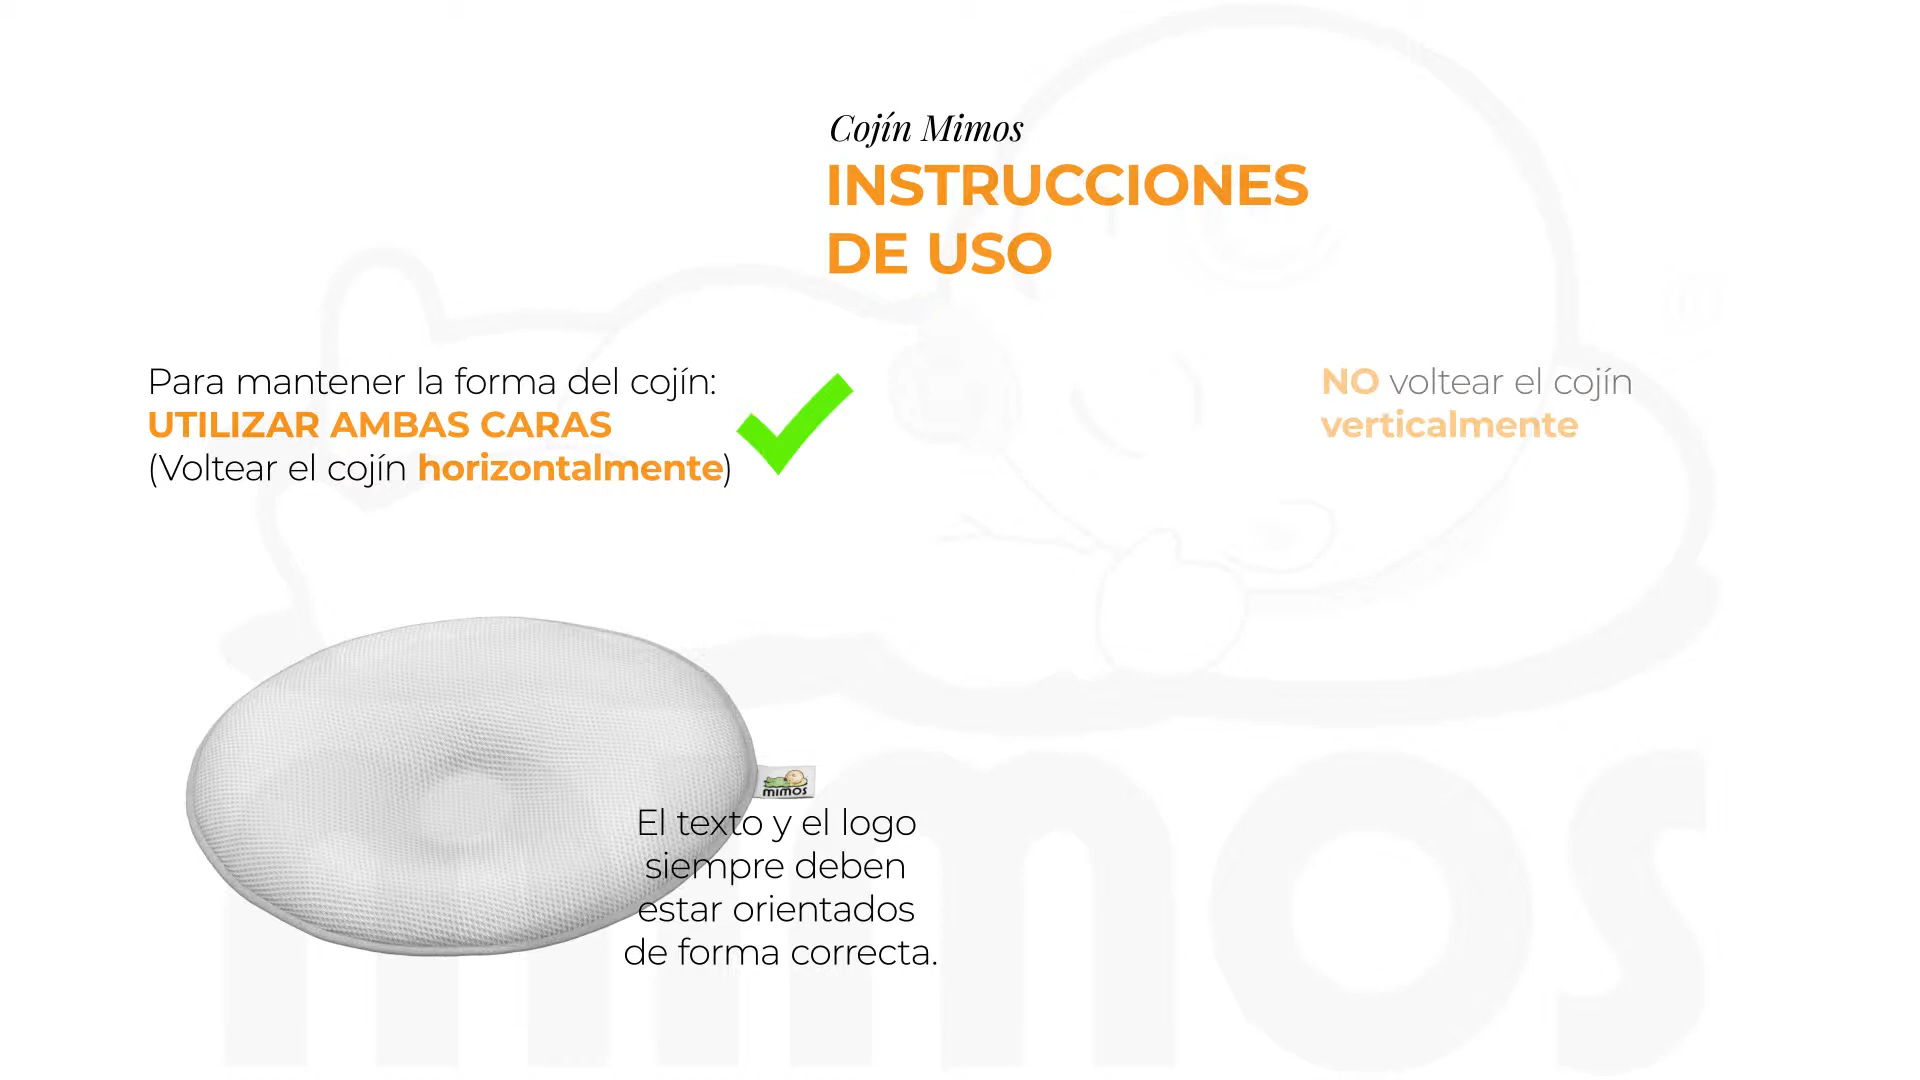 Cojín Mimos
INSTRUCCIONES
DE USO
Para mantener la forma del cojín:
UTILIZAR AMBAS CARAS
(Voltear el cojín horizontalmente)
NO voltear el cojín
verticalmente
mimos
El texto y el logo
siempre deben
estar orientados
de forma correcta.
mimos